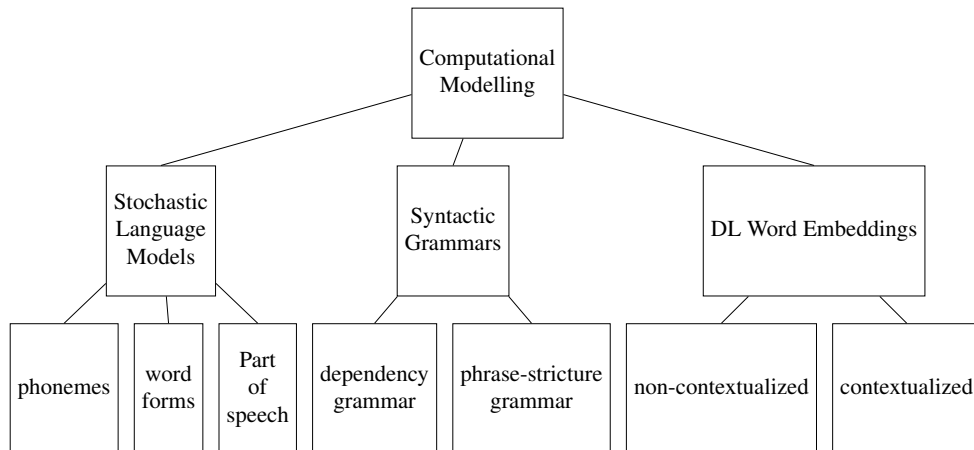 Computational
Modelling
Stochastic
Language
Models
Syntactic
Grammars
DL Word Embeddings
phonemes
word
forms
Part
of
speech
dependency
grammar
phrase-stricture
grammar
non-contextualized
contextualized